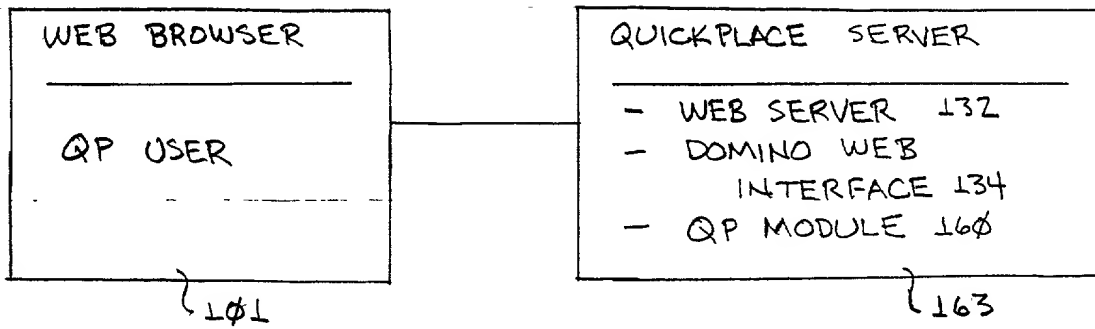 WEB BROWSER
QP USER
101
QUICKPLACE SERVER
- WEB SERVER 132
- DOMINO WEB
INTERFACE 134
- QP MODULE 160
163